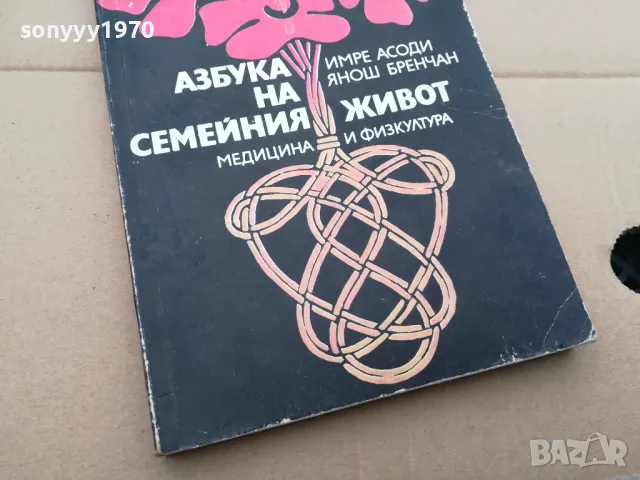 sonyyy1970
ИМРЕ АСОДИ
ЯНОШ БРЕНЧАН
АЗБУКА
НА
СЕМЕЙНИЯ ЖИВОТ
МЕДИЦИНА И ФИЗКУЛТУРА
BAZAR